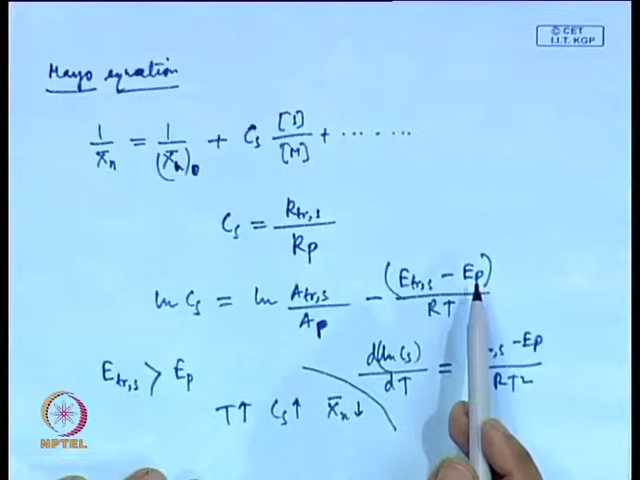 © CET
I.I.T. KGP
Mayo equation
1/X̄n = 1/(X̄n)0 + Cs [I]/[M] + ........
Cs = Rtr,s/Rp
ln Cs = ln Atr,s/Ap - (Etr,s - Ep)/RT
Etr,s > Ep
d(ln Cs)/dT = r,s - Ep/RT2
T↑ Cs↑ X̄n↓
NPTEL